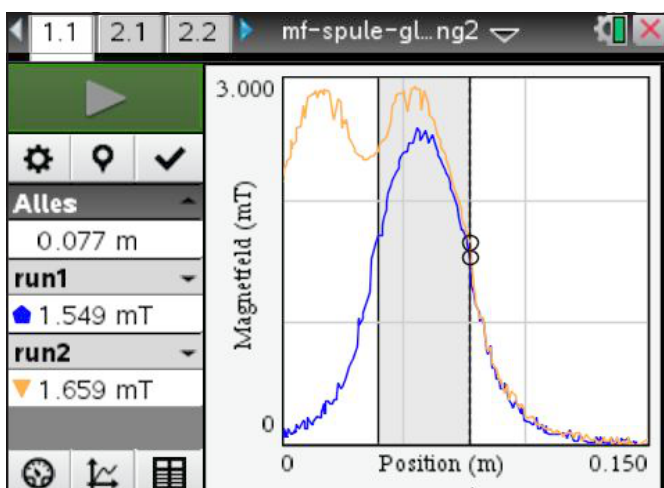 1.1 2.1 2.2 mf-spule-gl…ng2
Alles
0.077 m
run1
1.549 mT
run2
1.659 mT
3.000
Magnetfeld (mT)
0
0 Position (m) 0.150